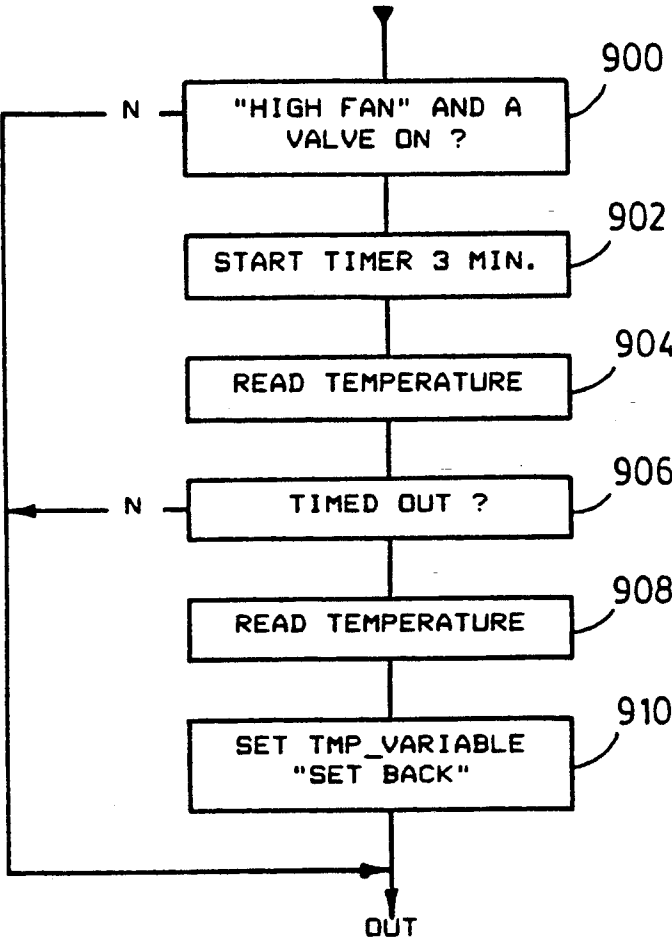 900
N
"HIGH FAN" AND A
VALVE ON ?
902
START TIMER 3 MIN.
904
READ TEMPERATURE
906
N
TIMED OUT ?
908
READ TEMPERATURE
910
SET TMP_VARIABLE
"SET BACK"
OUT